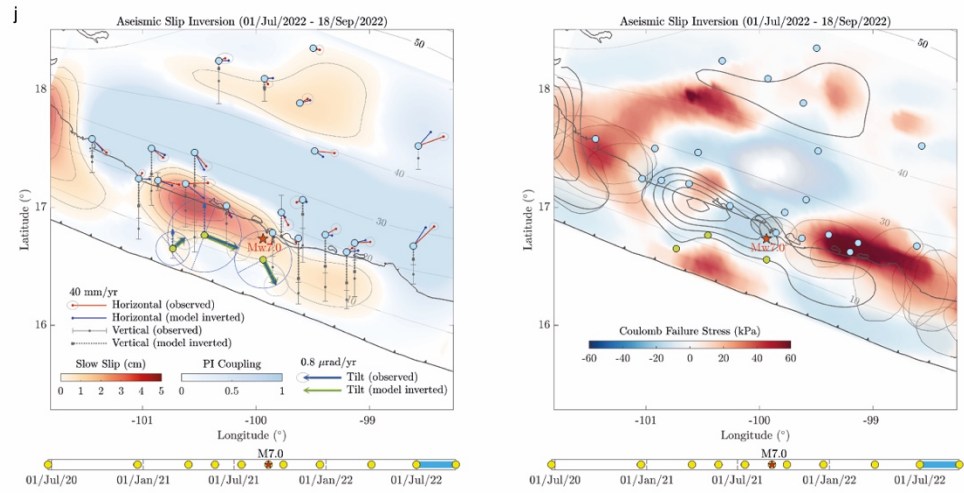 j
Aseismic Slip Inversion (01/Jul/2022 - 18/Sep/2022)
50
18
17
16
Latitude (°)
40
30
20
10
Mw7.0
40 mm/yr
Horizontal (observed)
Horizontal (model inverted)
Vertical (observed)
Vertical (model inverted)
Slow Slip (cm)
0 1 2 3 4 5
PI Coupling
0 0.5 1
0.8 μrad/yr
Tilt (observed)
Tilt (model inverted)
-101 -100 -99
Longitude (°)
M7.0
01/Jul/20 01/Jan/21 01/Jul/21 01/Jan/22 01/Jul/22
Aseismic Slip Inversion (01/Jul/2022 - 18/Sep/2022)
50
18
17
16
Latitude (°)
40
30
10
Mw7.0
Coulomb Failure Stress (kPa)
-60 -40 -20 0 20 40 60
-101 -100 -99
Longitude (°)
M7.0
01/Jul/20 01/Jan/21 01/Jul/21 01/Jan/22 01/Jul/22